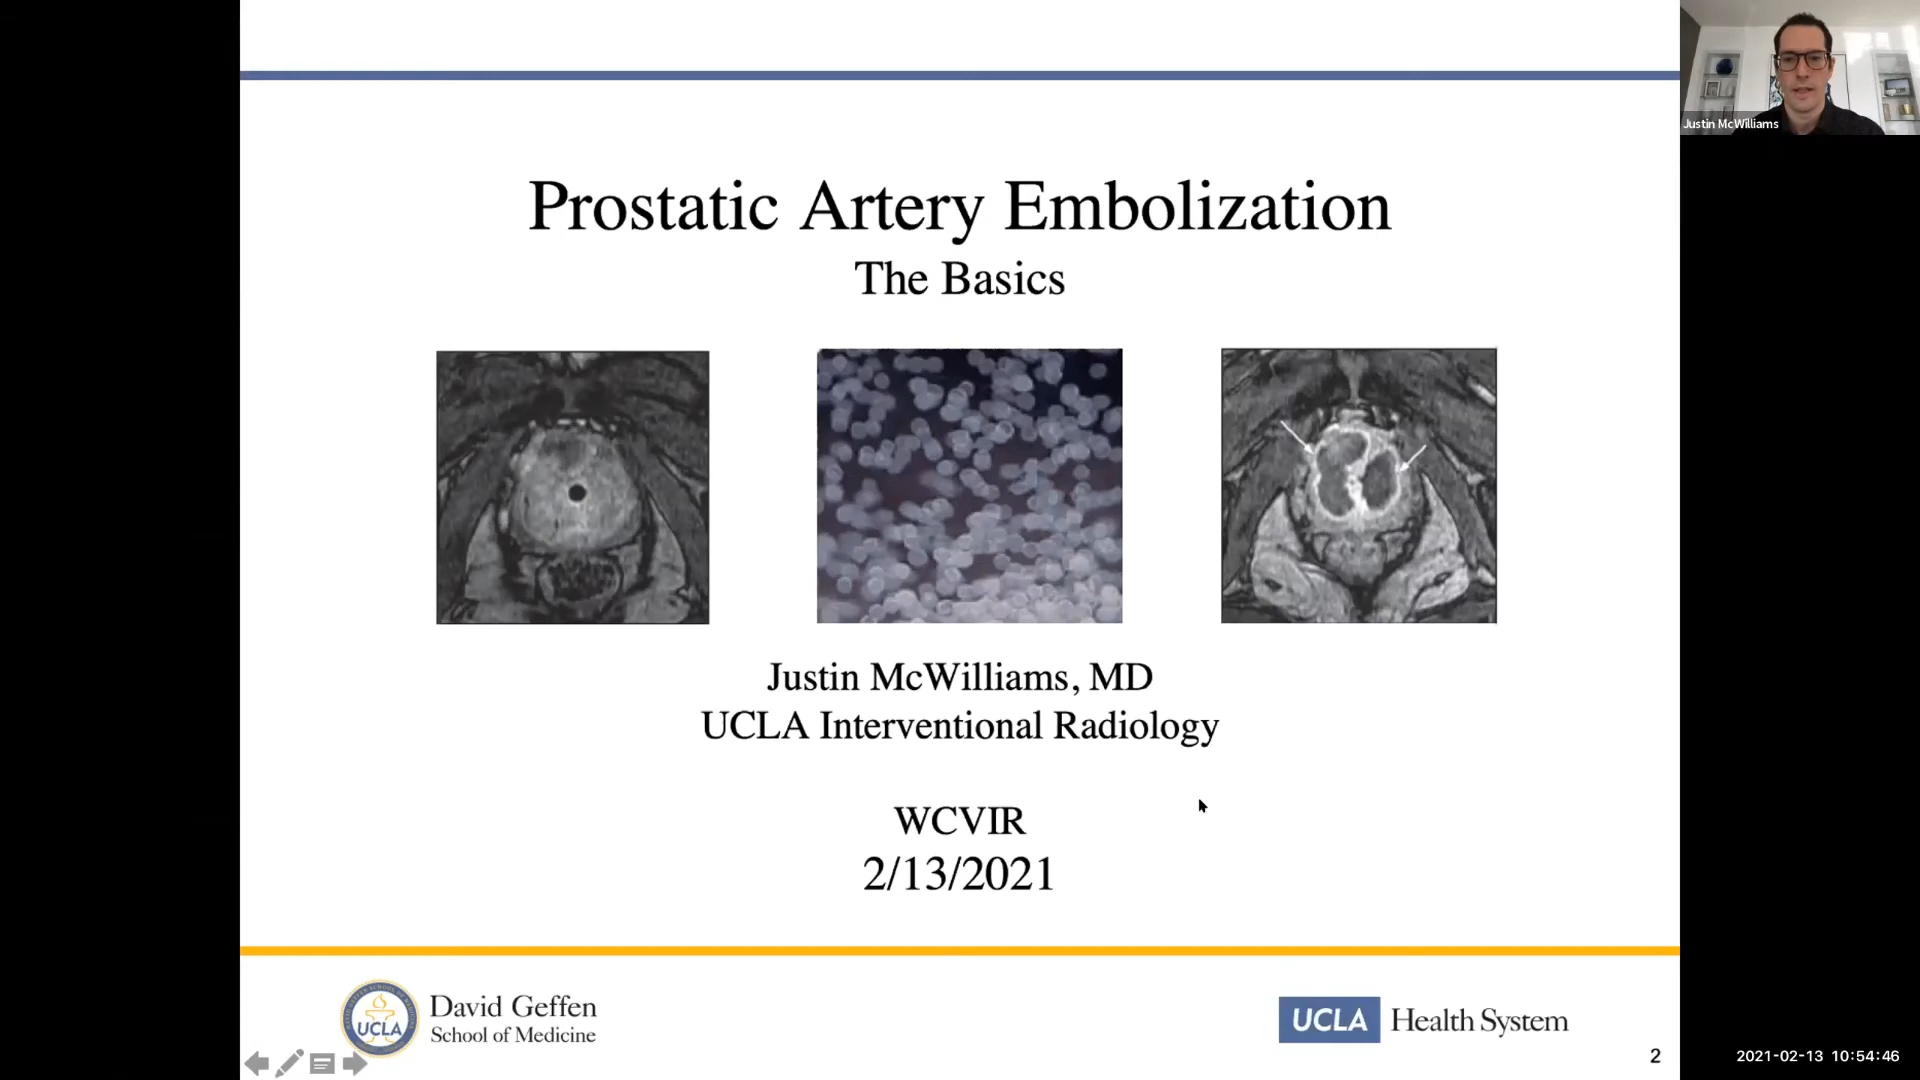 Justin McWilliams
Prostatic Artery Embolization
The Basics
Justin McWilliams, MD
UCLA Interventional Radiology
WCVIR
2/13/2021
UCLA
David Geffen
School of Medicine
UCLA Health System
2
2021-02-13 10:54:46